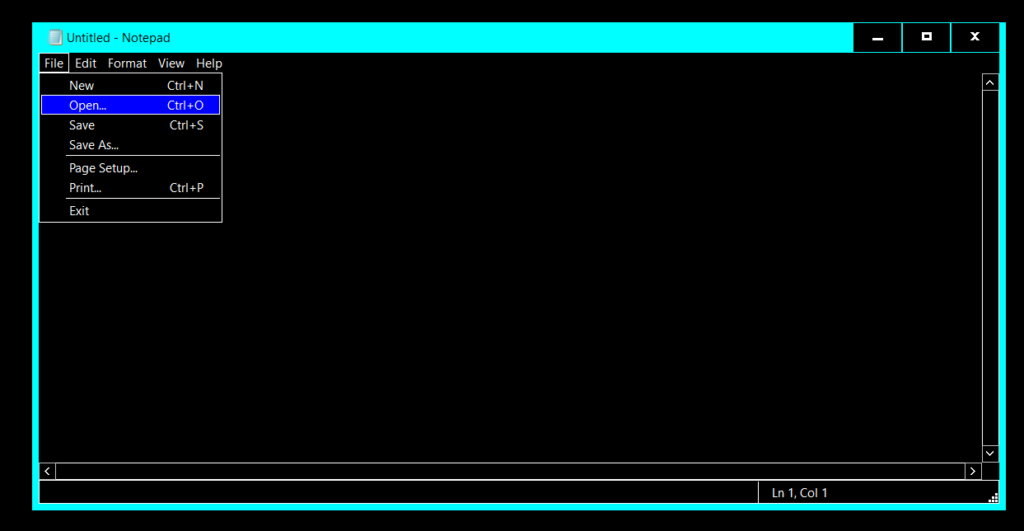 Untitled - Notepad
File Edit Format View Help
New Ctrl+N
Open... Ctrl+O
Save Ctrl+S
Save As...
Page Setup...
Print... Ctrl+P
Exit
Ln 1, Col 1